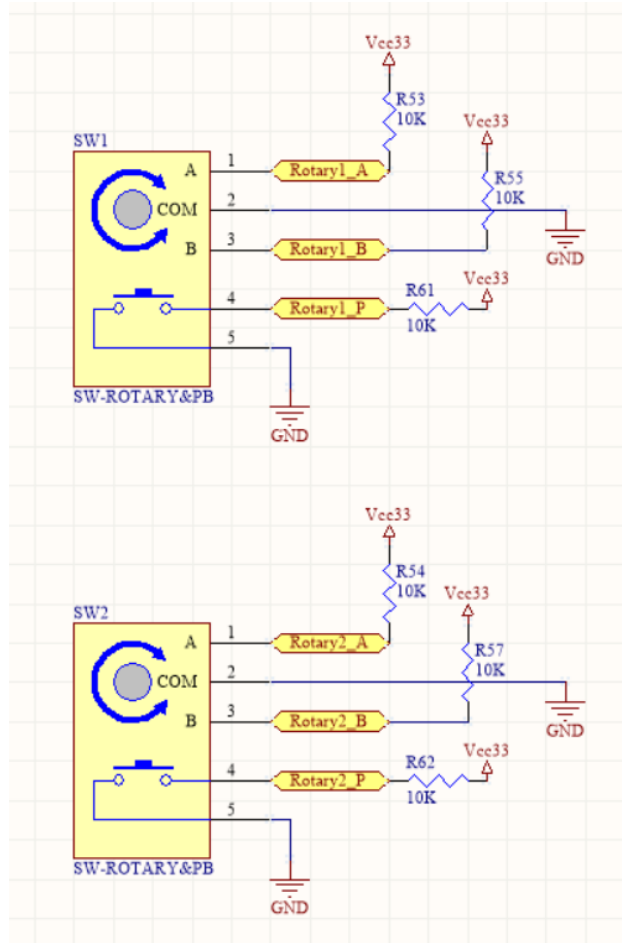 Vcc33
R53
10K
Vcc33
SW1
A
1
Rotary1_A
R55
10K
COM
2
B
3
Rotary1_B
GND
Vcc33
4
Rotary1_P
R61
10K
5
SW-ROTARY&PB
GND
Vcc33
R54
10K
Vcc33
SW2
A
1
Rotary2_A
R57
10K
COM
2
B
3
Rotary2_B
GND
Vcc33
4
Rotary2_P
R62
10K
5
SW-ROTARY&PB
GND